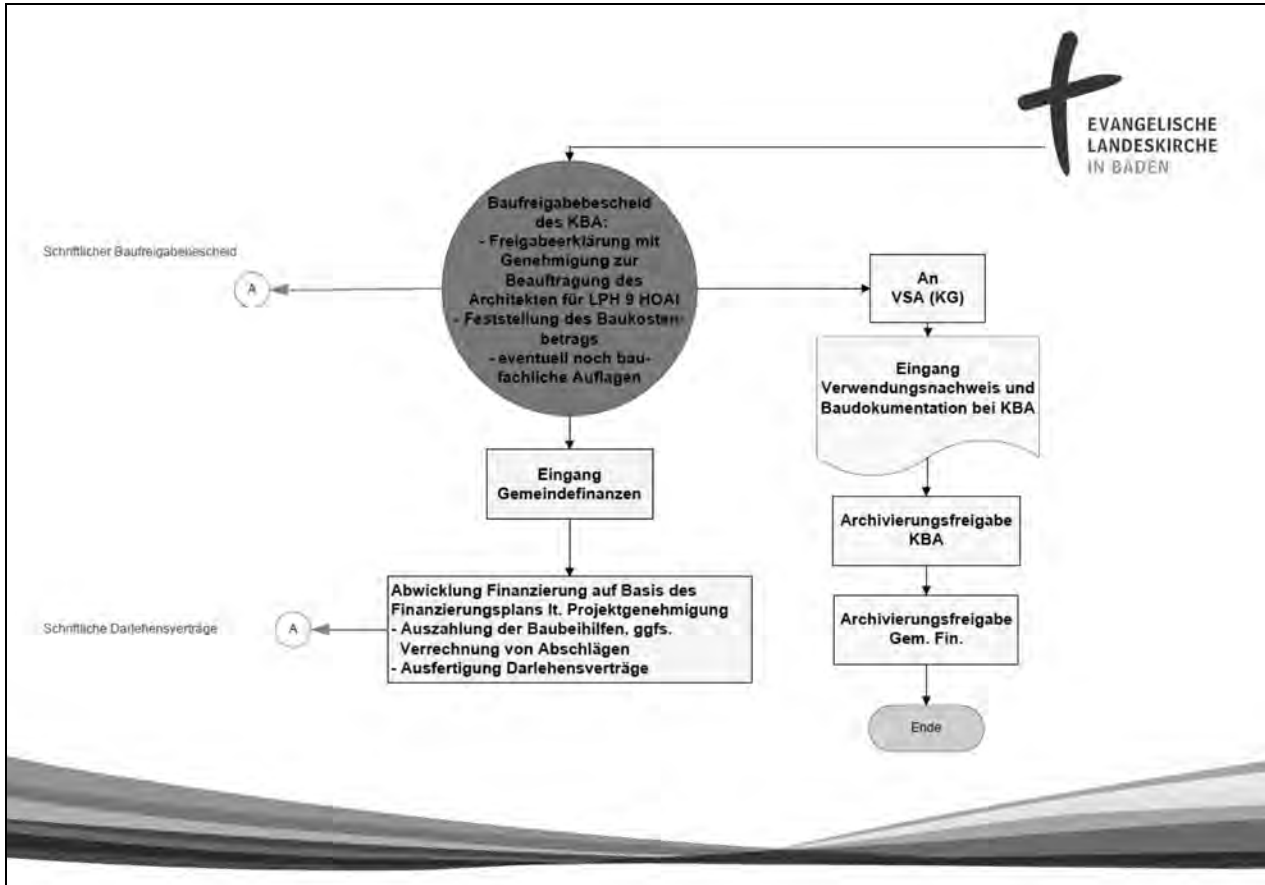 EVANGELISCHE
LANDESKIRCHE
IN BADEN
Baufreigabebescheid
des KBA:
- Freigabeerklärung mit
Genehmigung zur
Beauftragung des
Architekten für LPH 9 HOAI
- Feststellung des Baukosten-
betrags
- eventuell noch bau-
fachliche Auflagen
Schriftlicher Baufreigabebescheid
A
An
VSA (KG)
Eingang
Verwendungsnachweis und
Baudokumentation bei KBA
Eingang
Gemeindefinanzen
Archivierungsfreigabe
KBA
Abwicklung Finanzierung auf Basis des
Finanzierungsplans lt. Projektgenehmigung
- Auszahlung der Baubeihilfen, ggfs.
Verrechnung von Abschlägen
- Ausfertigung Darlehensverträge
Schriftliche Darlehensverträge
A
Archivierungsfreigabe
Gem. Fin.
Ende